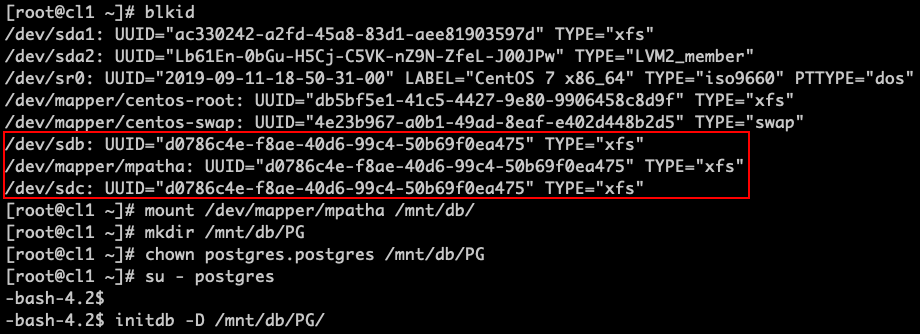 [root@cl1 ~]# blkid
/dev/sda1: UUID="ac330242-a2fd-45a8-83d1-aee81903597d" TYPE="xfs"
/dev/sda2: UUID="Lb61En-0bGu-H5Cj-C5VK-nZ9N-ZfeL-J00JPw" TYPE="LVM2_member"
/dev/sr0: UUID="2019-09-11-18-50-31-00" LABEL="CentOS 7 x86_64" TYPE="iso9660" PTTYPE="dos"
/dev/mapper/centos-root: UUID="db5bf5e1-41c5-4427-9e80-9906458c8d9f" TYPE="xfs"
/dev/mapper/centos-swap: UUID="4e23b967-a0b1-49ad-8eaf-e402d448b2d5" TYPE="swap"
/dev/sdb: UUID="d0786c4e-f8ae-40d6-99c4-50b69f0ea475" TYPE="xfs"
/dev/mapper/mpatha: UUID="d0786c4e-f8ae-40d6-99c4-50b69f0ea475" TYPE="xfs"
/dev/sdc: UUID="d0786c4e-f8ae-40d6-99c4-50b69f0ea475" TYPE="xfs"
[root@cl1 ~]# mount /dev/mapper/mpatha /mnt/db/
[root@cl1 ~]# mkdir /mnt/db/PG
[root@cl1 ~]# chown postgres.postgres /mnt/db/PG
[root@cl1 ~]# su - postgres
-bash-4.2$
-bash-4.2$ initdb -D /mnt/db/PG/